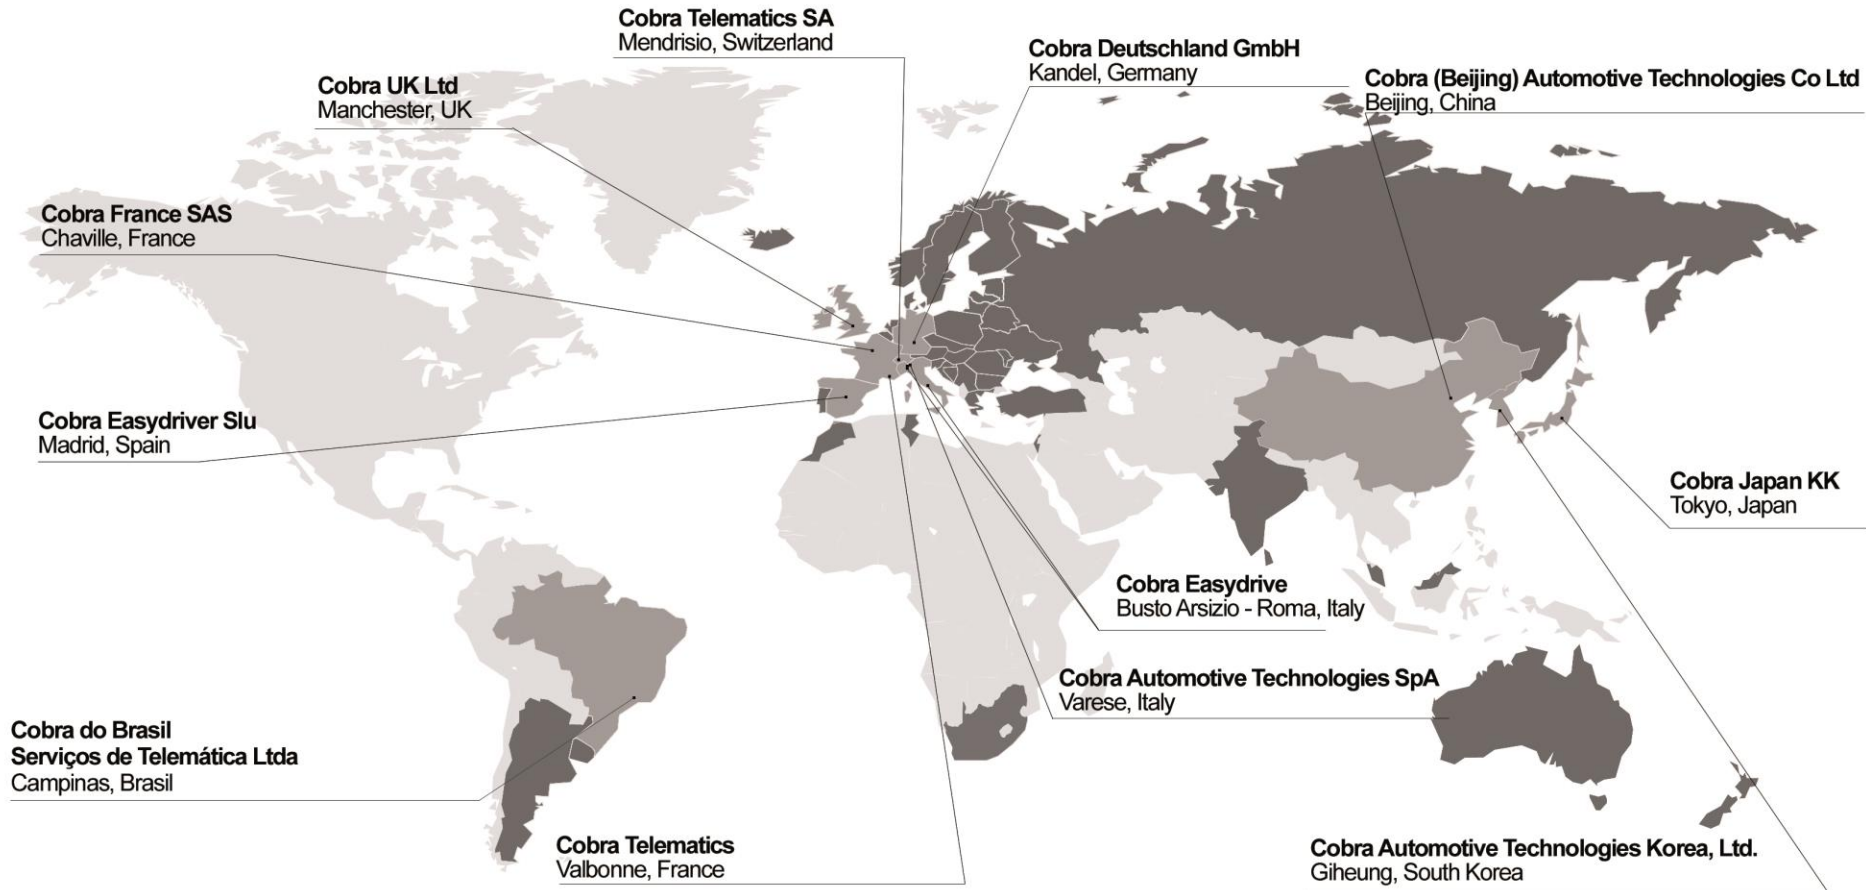 Cobra Telematics SA
Mendrisio, Switzerland
Cobra Deutschland GmbH
Kandel, Germany
Cobra (Beijing) Automotive Technologies Co Ltd
Beijing, China
Cobra UK Ltd
Manchester, UK
Cobra France SAS
Chaville, France
Cobra Easydriver Slu
Madrid, Spain
Cobra Japan KK
Tokyo, Japan
Cobra Easydrive
Busto Arsizio - Roma, Italy
Cobra Automotive Technologies SpA
Varese, Italy
Cobra do Brasil
Serviços de Telemática Ltda
Campinas, Brasil
Cobra Telematics
Valbonne, France
Cobra Automotive Technologies Korea, Ltd.
Giheung, South Korea